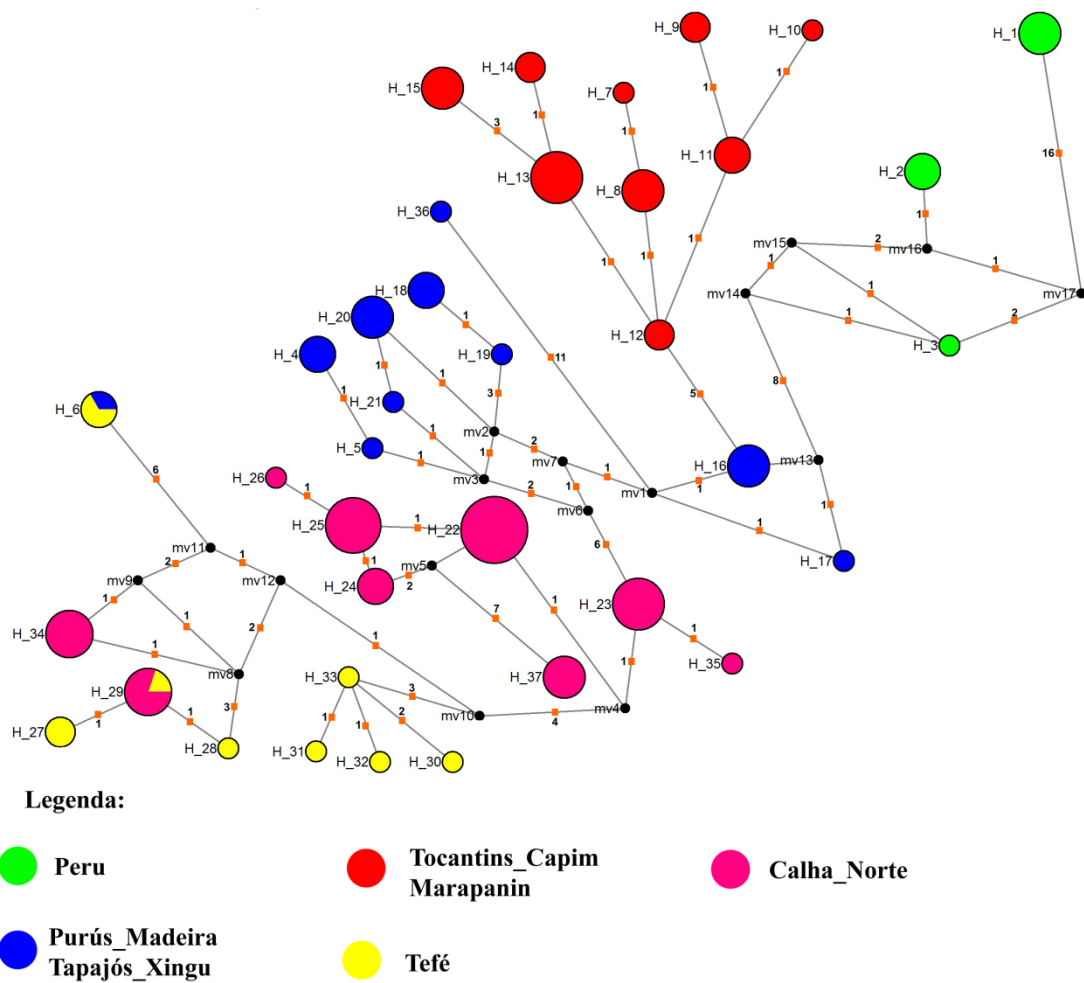 H_1
H_9
H_10
H_14
H_15
H_7
1
1
1
3
1
1
H_13
H_8
H_11
16
H_2
H_36
1
1
1
1
mv15
2
mv16
1
1
1
mv14
mv17
H_18
H_20
1
1
2
H_12
H_3
H_4
H_19
1
1
11
8
H_21
1
3
5
H_6
mv2
1
2
H_5
1
mv7
mv13
6
1
mv3
1
H_16
H_26
2
1
mv1
1
1
mv6
1
H_25
1
H_22
1
6
mv11
1
H_17
2
1
mv12
mv5
1
mv9
H_24
2
1
1
2
7
1
H_23
H_34
1
1
1
H_35
mv8
1
H_33
H_37
H_29
3
3
2
mv10
4
mv4
H_27
1
1
H_28
1
1
H_31
H_32
H_30
Legenda:
Peru
Tocantins_Capim
Marapanin
Calha_Norte
Purús_Madeira
Tapajós_Xingu
Tefé